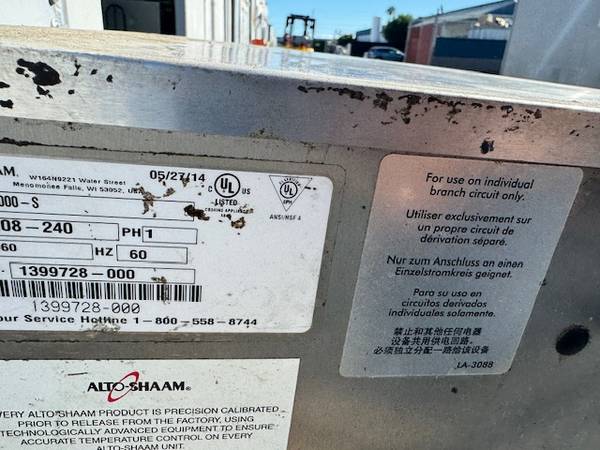 AM.
W164N9221 Water Street
Menomonee Falls, WI 53052, U
05/27/14
C UL US
LISTED
ANSI/NSF 4
000-S
08-240
PH 1
60
HZ 60
1399728-000
1399728-000
our Service Hotline 1-800-558-8744
ALTO-SHAAM®
VERY ALTO-SHAAM PRODUCT IS PRECISION CALIBRATED
PRIOR TO RELEASE FROM THE FACTORY, USING
TECHNOLOGICALLY ADVANCED EQUIPMENT TO ENSURE
ACCURATE TEMPERATURE CONTROL ON EVERY
ALTO-SHAAM UNIT.
For use on individual
branch circuit only.
Utiliser exclusivement sur
un propre circuit de
dérivation séparé.
Nur zum Anschluss an einen
Einzelstromkreis geignet.
Para su uso en
circuitos derivados
individuales solamente.
禁止和其他任何电器
设备共用供电回路。
必须独立分配一路给该设备
LA-3088